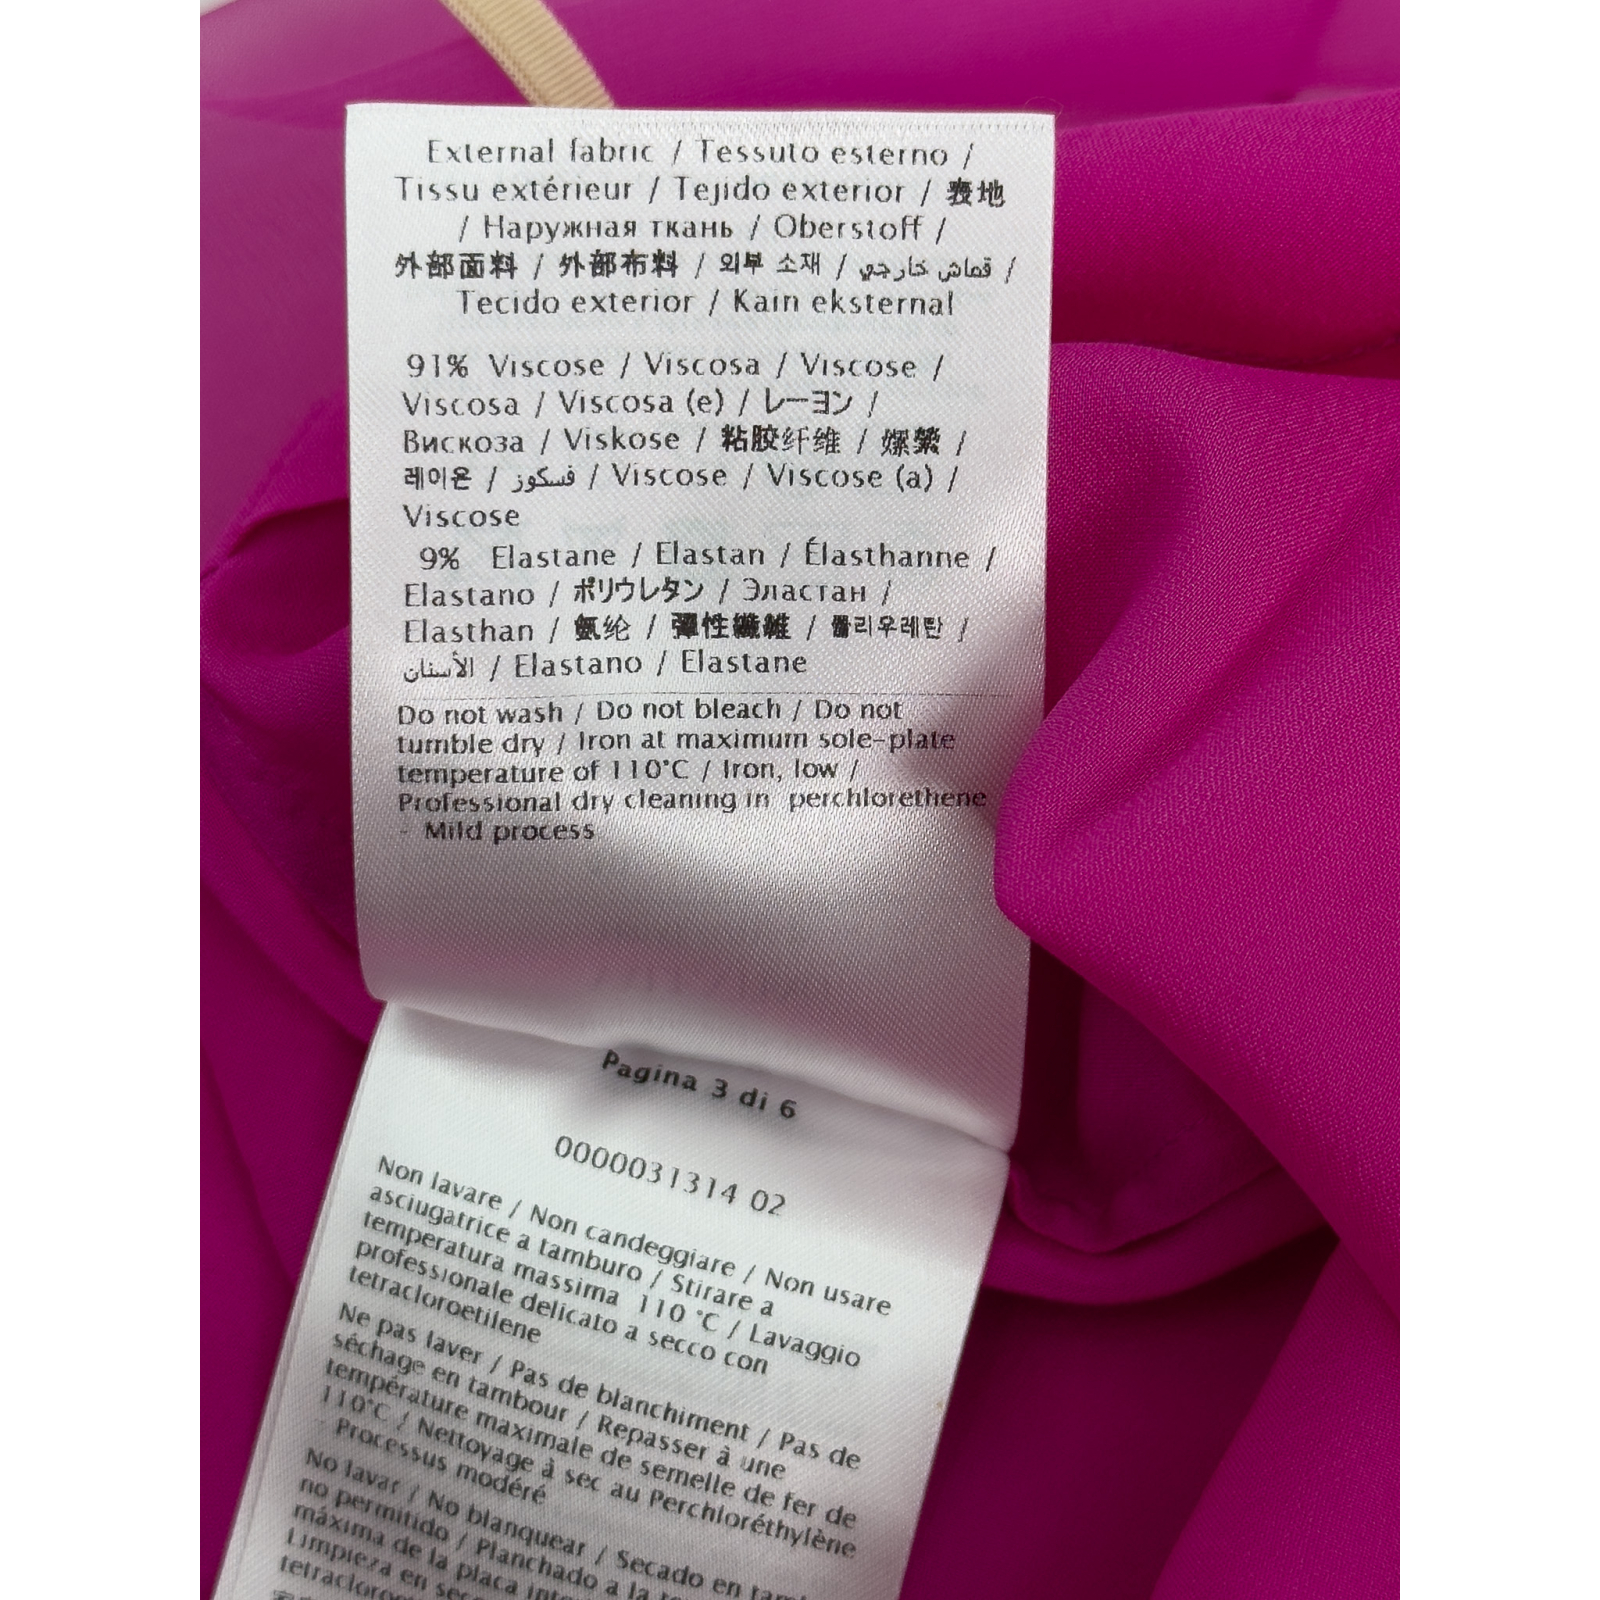 External fabric / Tessuto esterno /
Tissu extérieur / Tejido exterior / 表地
/ Наружная ткань / Oberstoff /
外部面料 / 外部布料 / 외부 소재 / قماش خارجي /
Tecido exterior / Kain eksternal
91% Viscose / Viscosa / Viscose /
Viscosa / Viscosa (e) / レーヨン /
Вискоза / Viskose / 粘胶纤维 / 嫘縈 /
레이온 / فسكوز / Viscose / Viscose (a) /
Viscose
9% Elastane / Elastan / Élasthanne /
Elastano / ポリウレタン / Эластан /
Elasthan / 氨纶 / 彈性纖維 / 폴리우레탄 /
الأستان / Elastano / Elastane
Do not wash / Do not bleach / Do not
tumble dry / Iron at maximum sole-plate
temperature of 110°C / Iron, low /
Professional dry cleaning in perchlorethene
- Mild process
Pagina 3 di 6
0000031314 02
Non lavare / Non candeggiare / Non usare
asciugatrice a tamburo / Stirare a
temperatura massima 110 °C / Lavaggio
professionale delicato a secco con
tetracloroetilene
Ne pas laver / Pas de blanchiment / Pas de
séchage en tambour / Repasser à une
température maximale de semelle de fer de
110°C / Nettoyage à sec au Perchloréthylène
- Processus modéré
No lavar / No blanquear / Secado en
no permitido / Planchado a la
máxima de la placa
Limpieza en